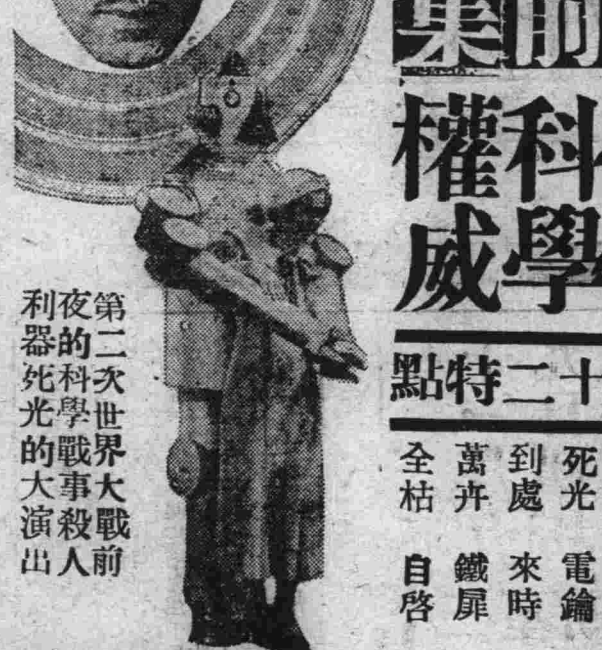 前集
科學
權威
十二特點
死光
到處
萬卉
全枯
電鑰
來時
鐵扉
自啓
第二次世界大戰前
夜的科學戰事殺人
利器死光的大演出